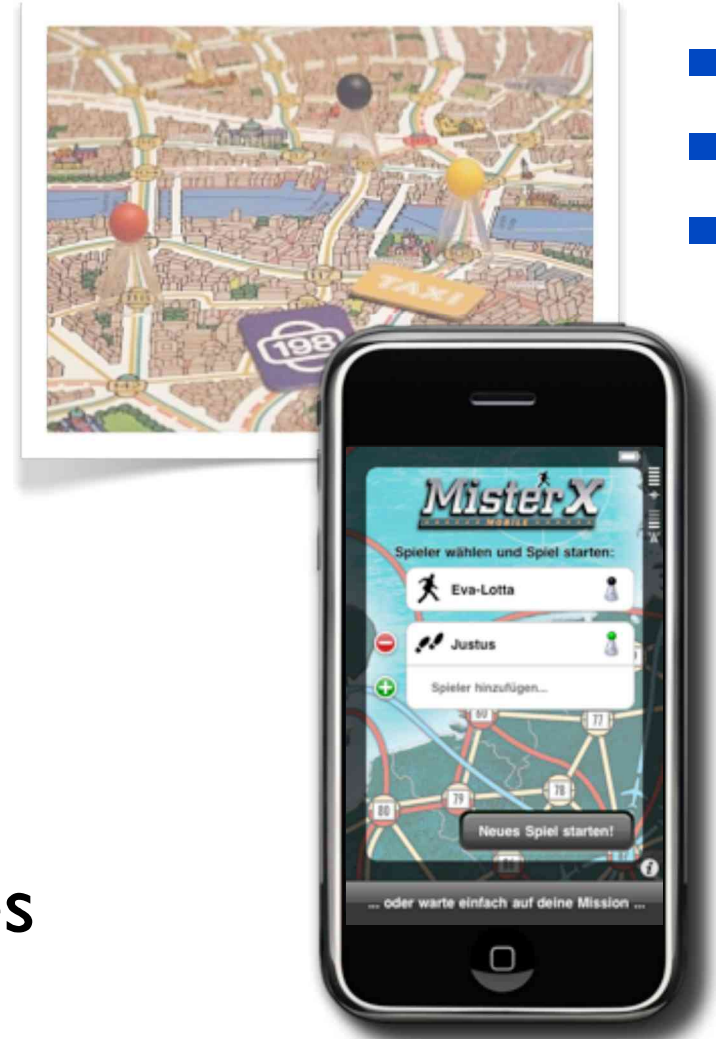 TAXI
198
Mister X
MOBILE
Spieler wählen und Spiel starten:
Eva-Lotta
Justus
Spieler hinzufügen...
80
77
79
78
80
Neues Spiel starten!
... oder warte einfach auf deine Mission ...
s